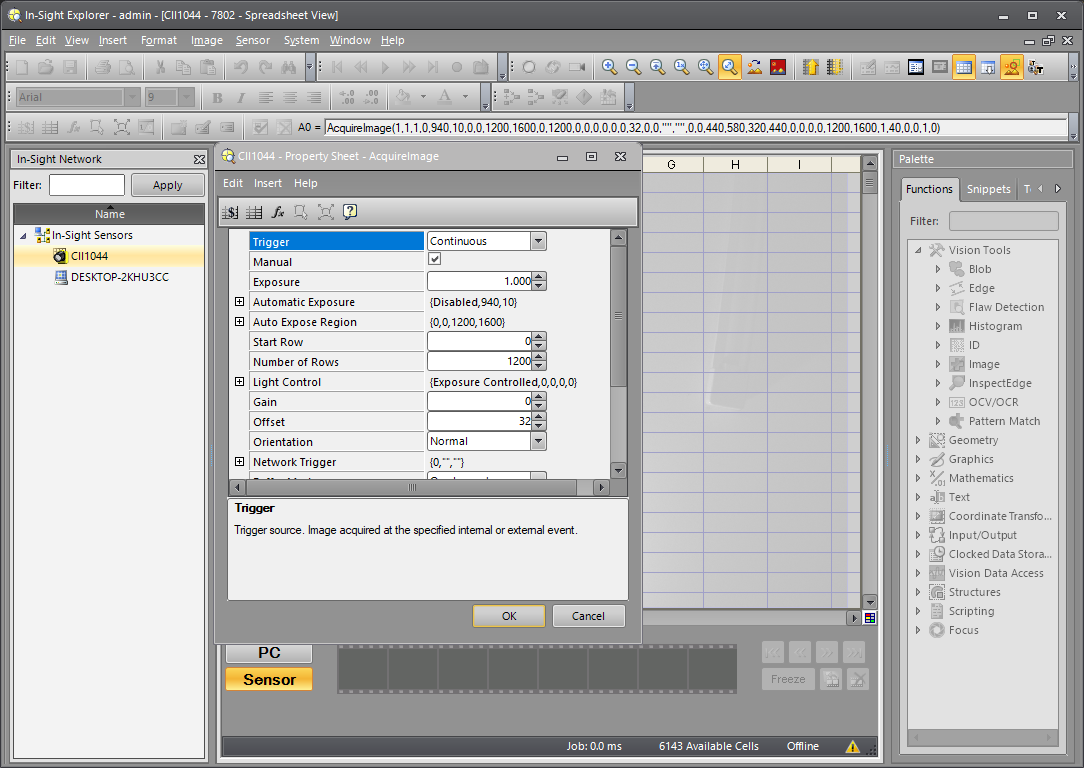 In-Sight Explorer - admin - [CII1044 - 7802 - Spreadsheet View]
File Edit View Insert Format Image Sensor System Window Help
Arial 9 B I
A0 = AcquireImage(1,1,1,0,940,10,0,0,1200,1600,0,1200,0,0,0,0,0,0,32,0,0,"","",0,0,440,580,320,440,0,0,0,0,1200,1600,1,40,0,0,1,0)
In-Sight Network
Filter: Apply
Name
In-Sight Sensors
CII1044
DESKTOP-2KHU3CC
CII1044 - Property Sheet - AcquireImage
Edit Insert Help
Trigger Continuous
Manual
Exposure 1.000
Automatic Exposure {Disabled,940,10}
Auto Expose Region {0,0,1200,1600}
Start Row 0
Number of Rows 1200
Light Control {Exposure Controlled,0,0,0,0}
Gain 0
Offset 32
Orientation Normal
Network Trigger {0,"",""}
Trigger
Trigger source. Image acquired at the specified internal or external event.
OK Cancel
G H I
PC
Sensor
Freeze
Job: 0.0 ms 6143 Available Cells Offline
Palette
Functions Snippets
Filter:
Vision Tools
Blob
Edge
Flaw Detection
Histogram
ID
Image
InspectEdge
OCV/OCR
Pattern Match
Geometry
Graphics
Mathematics
Text
Coordinate Transfo...
Input/Output
Clocked Data Stora...
Vision Data Access
Structures
Scripting
Focus